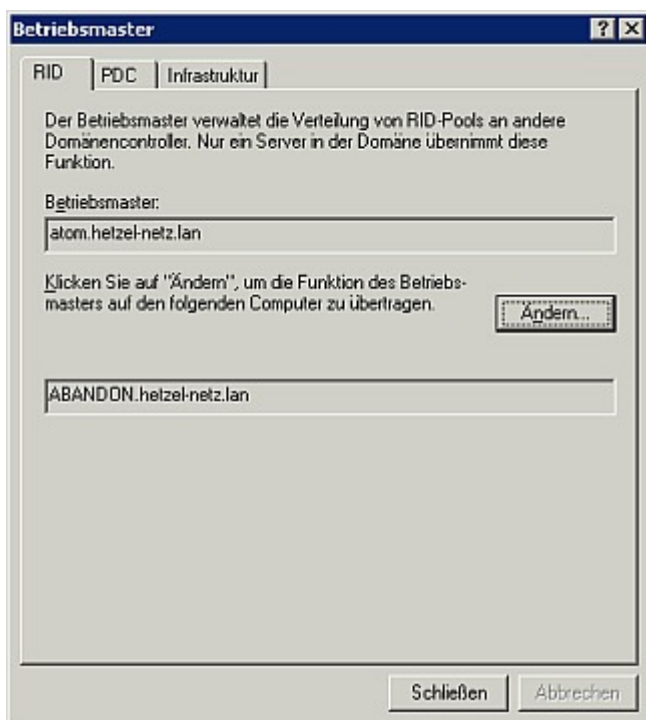 Betriebsmaster
RID
PDC
Infrastruktur
Der Betriebsmaster verwaltet die Verteilung von RID-Pools an andere
Domänencontroller. Nur ein Server in der Domäne übernimmt diese
Funktion.
Betriebsmaster:
atom.hetzel-netz.lan
Klicken Sie auf "Ändern", um die Funktion des Betriebs-
masters auf den folgenden Computer zu übertragen.
Ändern...
ABANDON.hetzel-netz.lan
Schließen
Abbrechen